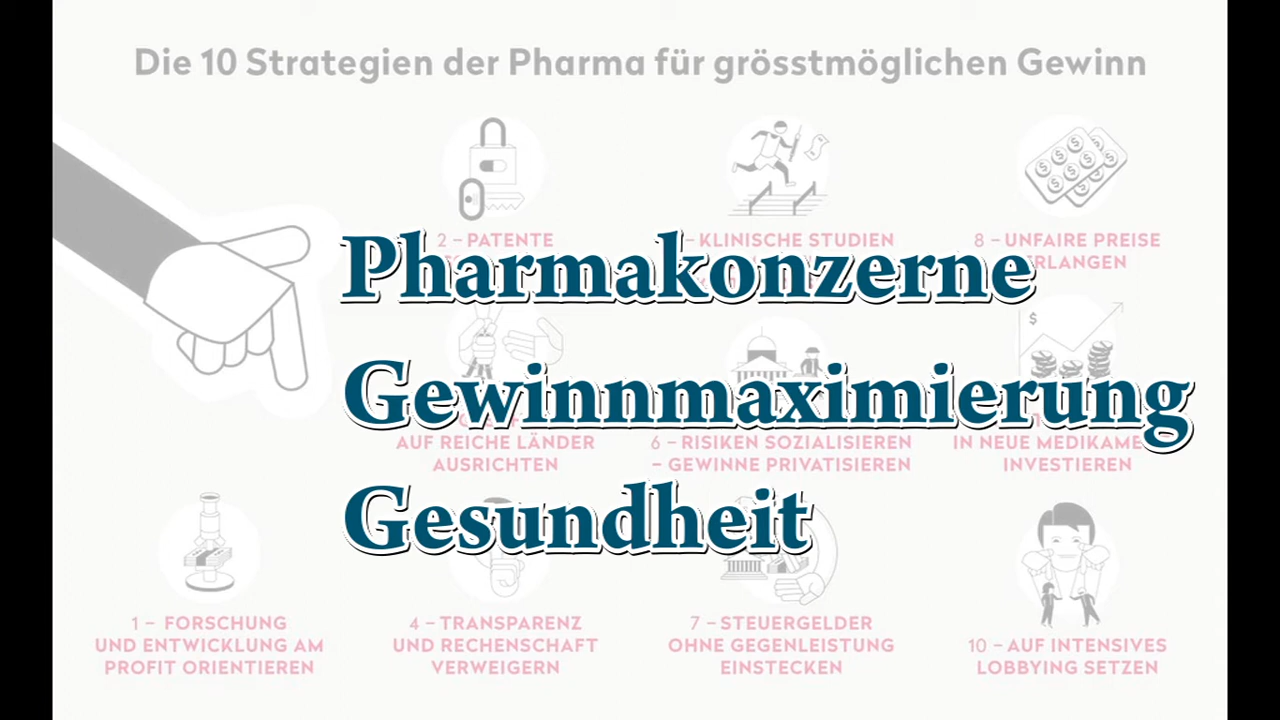 Die 10 Strategien der Pharma für grösstmöglichen Gewinn
2 – PATENTE
– KLINISCHE STUDIEN
8 – UNFAIRE PREISE
VERLANGEN
Pharmakonzerne
Gewinnmaximierung
Gesundheit
AUF REICHE LÄNDER
AUSRICHTEN
6 – RISIKEN SOZIALISIEREN
– GEWINNE PRIVATISIEREN
IN NEUE
INVESTIEREN
1 – FORSCHUNG
UND ENTWICKLUNG AM
PROFIT ORIENTIEREN
4 – TRANSPARENZ
UND RECHENSCHAFT
VERWEIGERN
7 – STEUERGELDER
OHNE GEGENLEISTUNG
EINSTECKEN
10 – AUF INTENSIVES
LOBBYING SETZEN